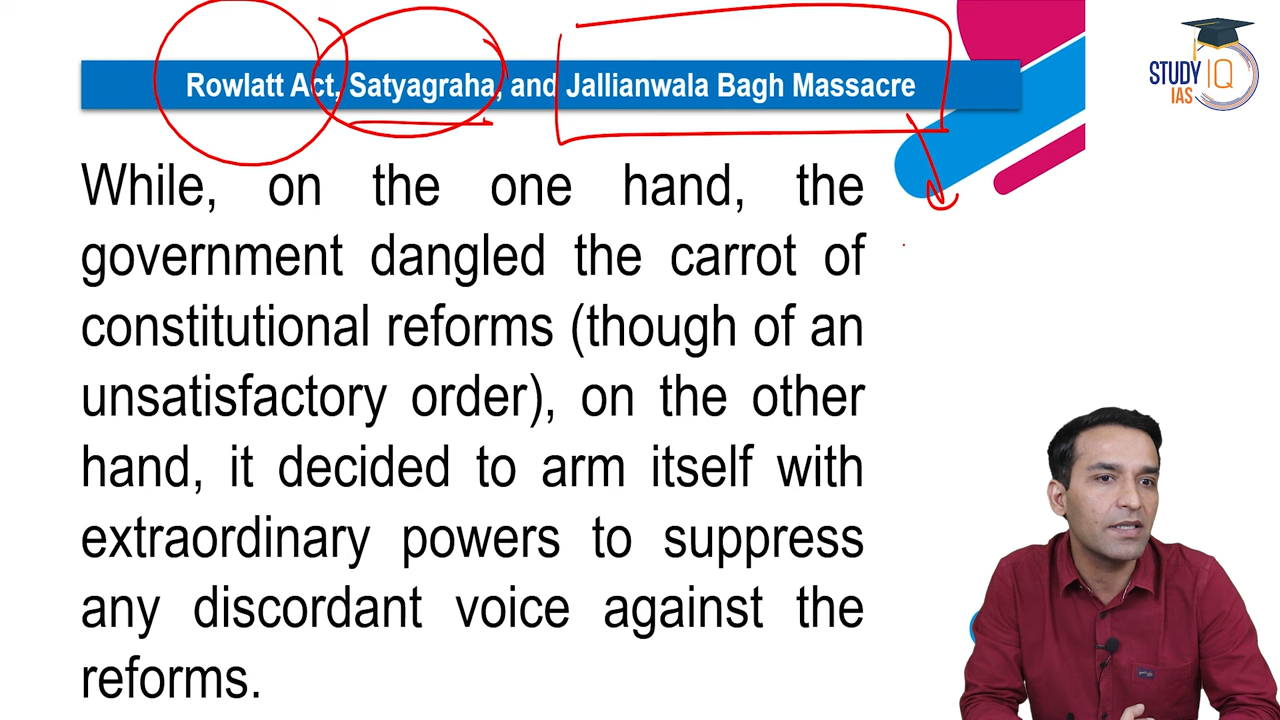 Rowlatt Act, Satyagraha, and Jallianwala Bagh Massacre
STUDY IQ
IAS
While, on the one hand, the
government dangled the carrot of
constitutional reforms (though of an
unsatisfactory order), on the other
hand, it decided to arm itself with
extraordinary powers to suppress
any discordant voice against the
reforms.